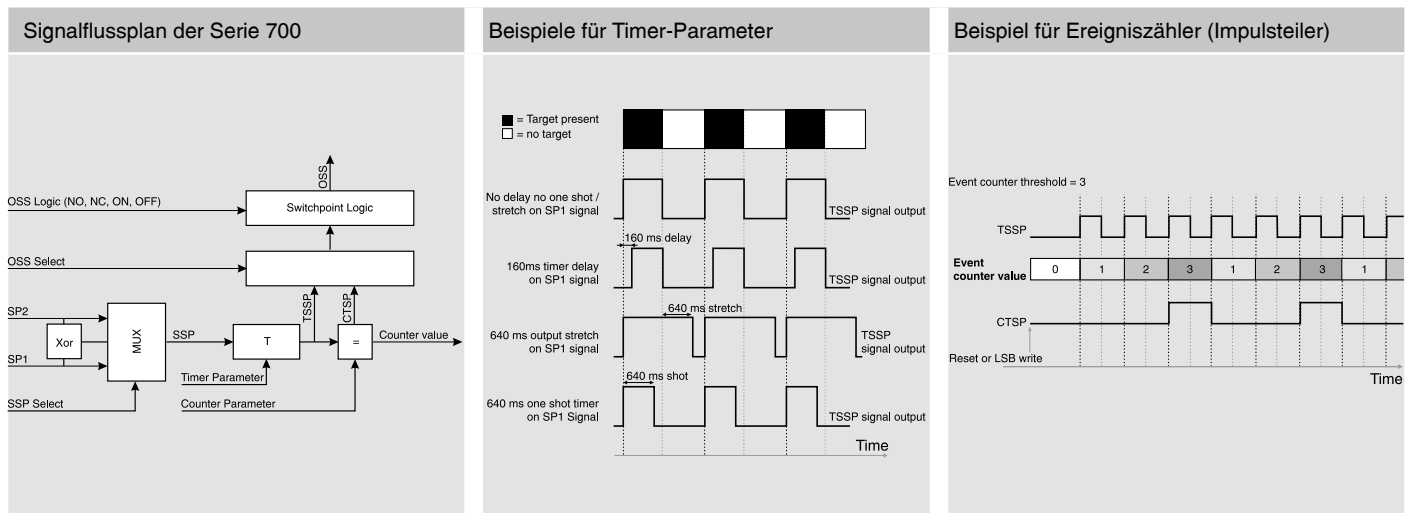 Signalflussplan der Serie 700
OSS
OSS Logic (NO, NC, ON, OFF)
Switchpoint Logic
OSS Select
TSSP
CTSP
SP2
Xor
SP1
MUX
SSP
T
=
Counter value
Timer Parameter
SSP Select
Counter Parameter
Beispiele für Timer-Parameter
= Target present
= no target
No delay no one shot /
stretch on SP1 signal
TSSP signal output
160 ms delay
160ms timer delay
on SP1 signal
TSSP signal output
640 ms stretch
640 ms output stretch
on SP1 signal
TSSP
signal output
640 ms shot
640 ms one shot timer
on SP1 Signal
TSSP signal output
Time
Beispiel für Ereigniszähler (Impulsteiler)
Event counter threshold = 3
TSSP
Event
counter value
0 1 2 3 1 2 3 1
CTSP
Reset or LSB write
Time